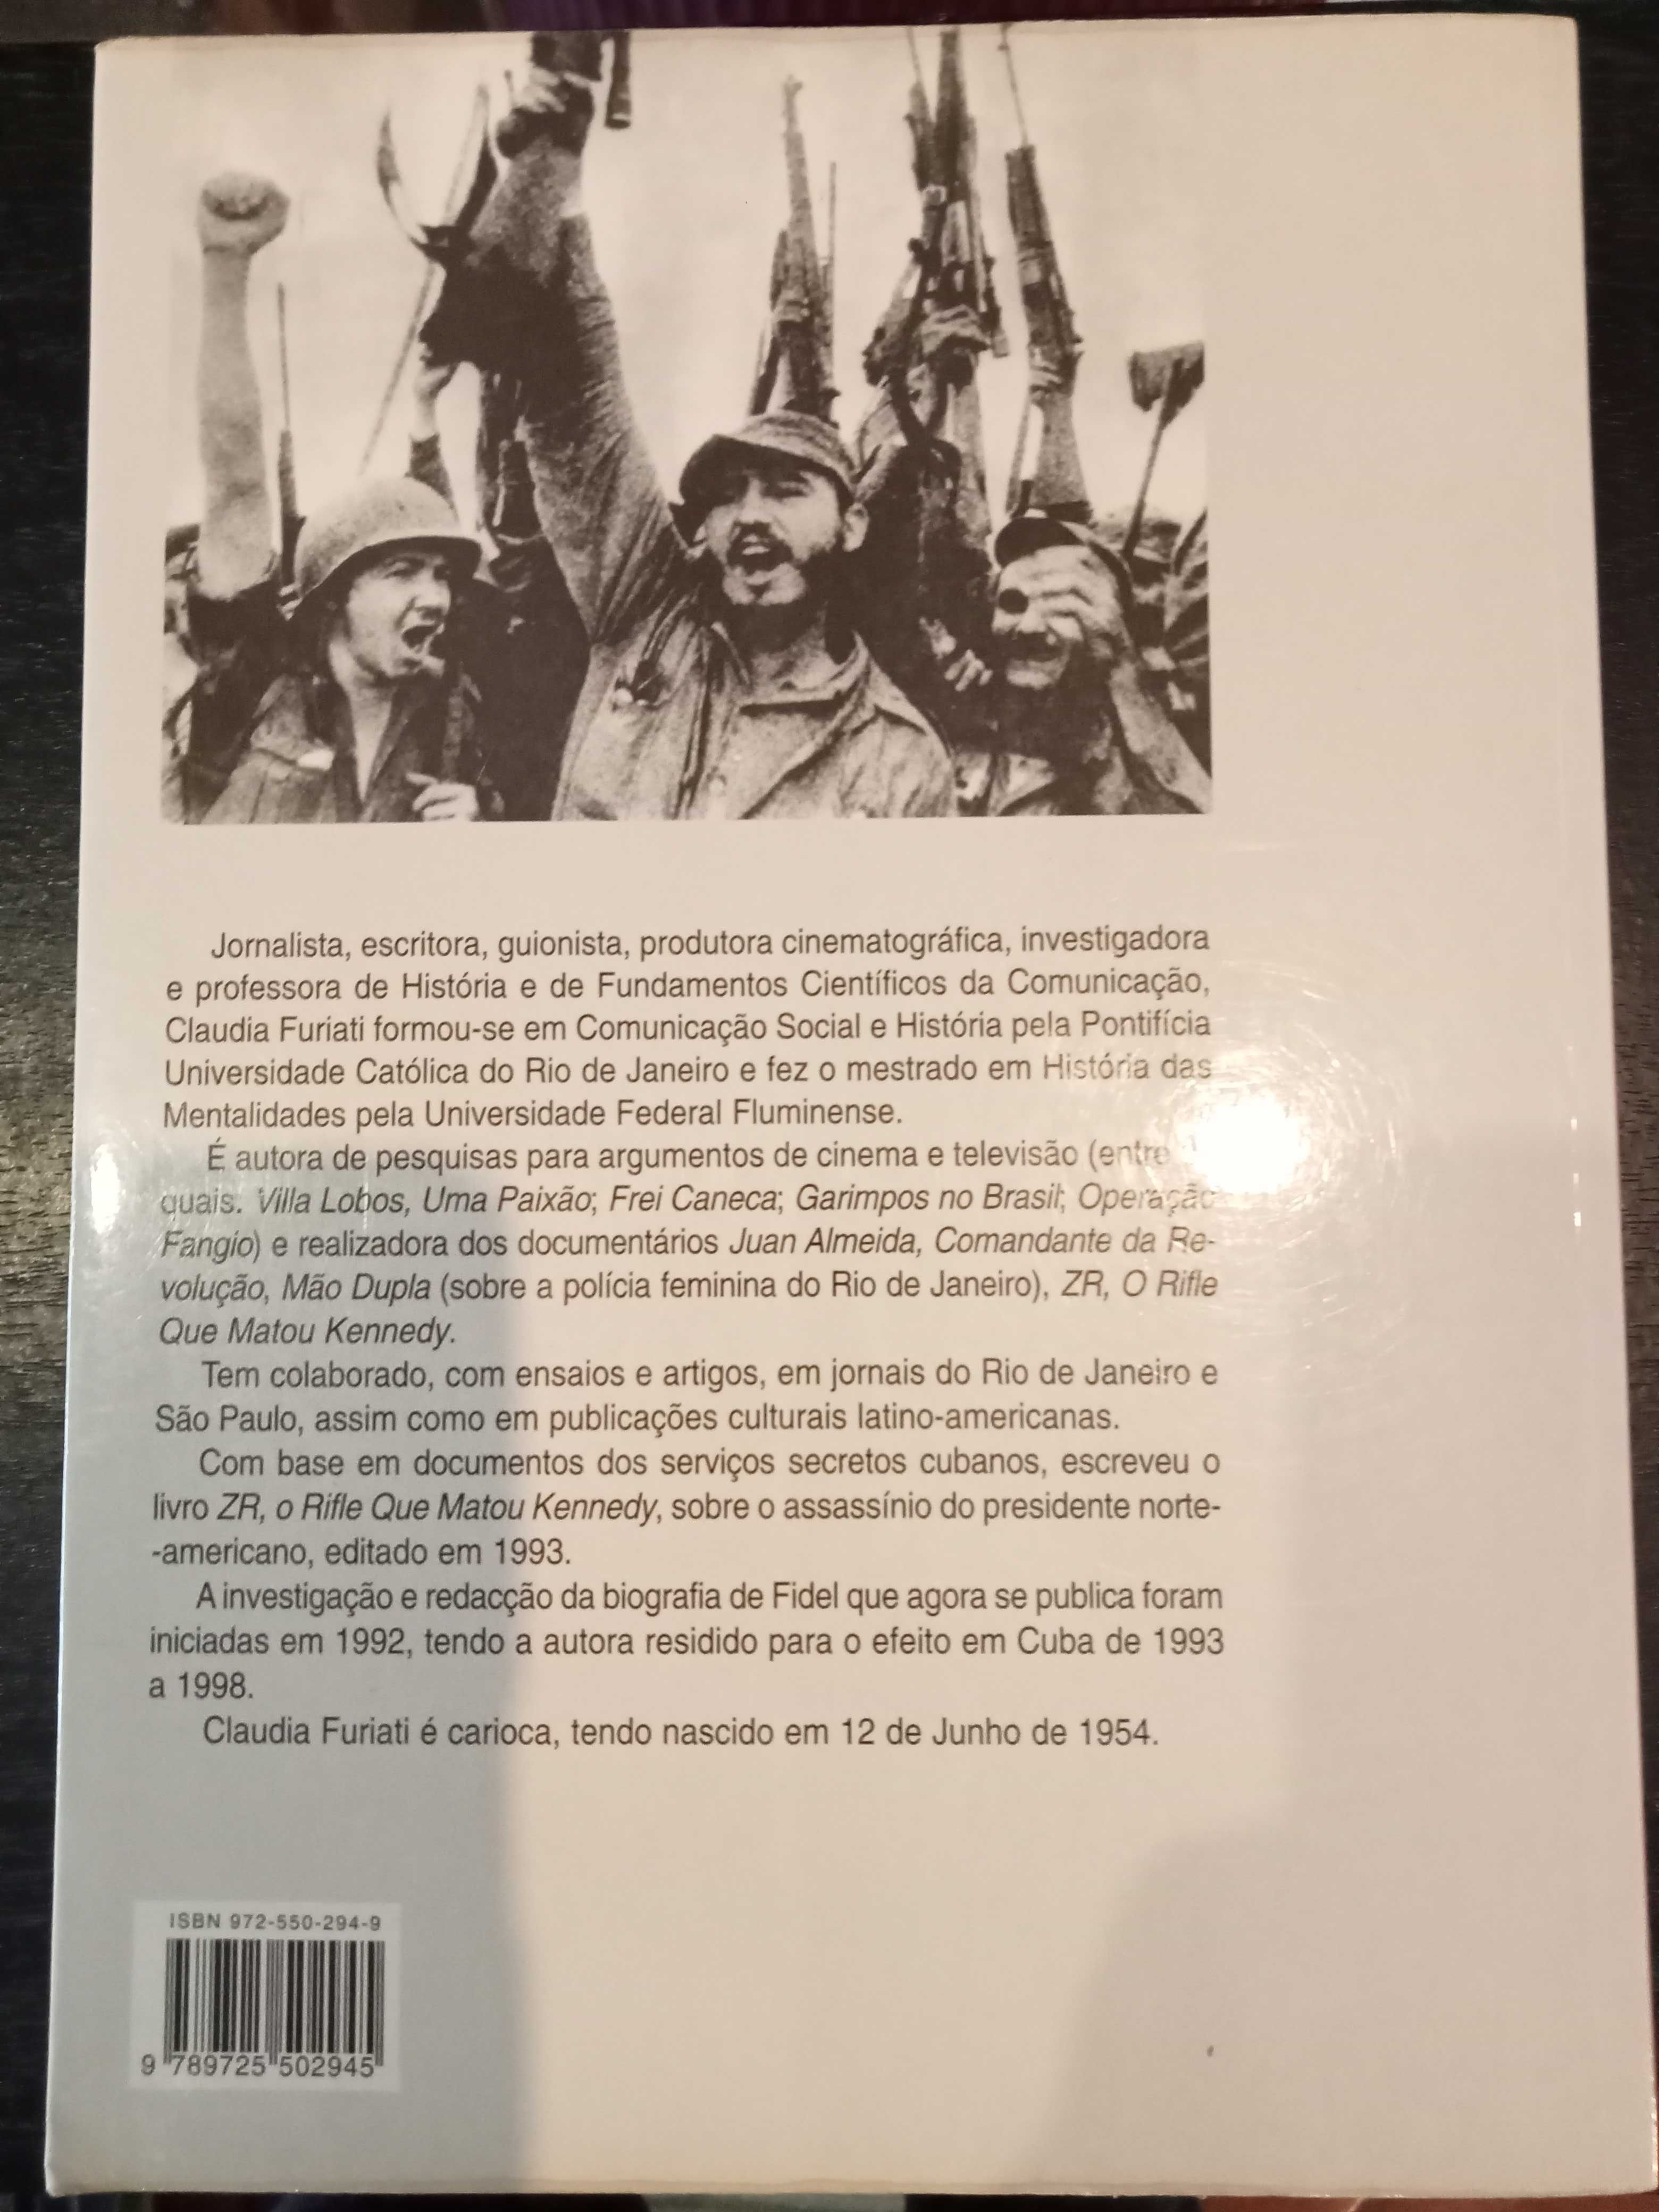 Jornalista, escritora, guionista, produtora cinematográfica, investigadora
e professora de História e de Fundamentos Científicos da Comunicação,
Claudia Furiati formou-se em Comunicação Social e História pela Pontifícia
Universidade Católica do Rio de Janeiro e fez o mestrado em História das
Mentalidades pela Universidade Federal Fluminense.
É autora de pesquisas para argumentos de cinema e televisão (entre
quais. Villa Lobos, Uma Paixão; Frei Caneca; Garimpos no Brasil; Operação
Fangio) e realizadora dos documentários Juan Almeida, Comandante da Re-
volução, Mão Dupla (sobre a polícia feminina do Rio de Janeiro), ZR, O Rifle
Que Matou Kennedy.
Tem colaborado, com ensaios e artigos, em jornais do Rio de Janeiro e
São Paulo, assim como em publicações culturais latino-americanas.
Com base em documentos dos serviços secretos cubanos, escreveu o
livro ZR, o Rifle Que Matou Kennedy, sobre o assassínio do presidente norte-
-americano, editado em 1993.
A investigação e redacção da biografia de Fidel que agora se publica foram
iniciadas em 1992, tendo a autora residido para o efeito em Cuba de 1993
a 1998.
Claudia Furiati é carioca, tendo nascido em 12 de Junho de 1954.
ISBN 972-550-294-9
9 789725 502945